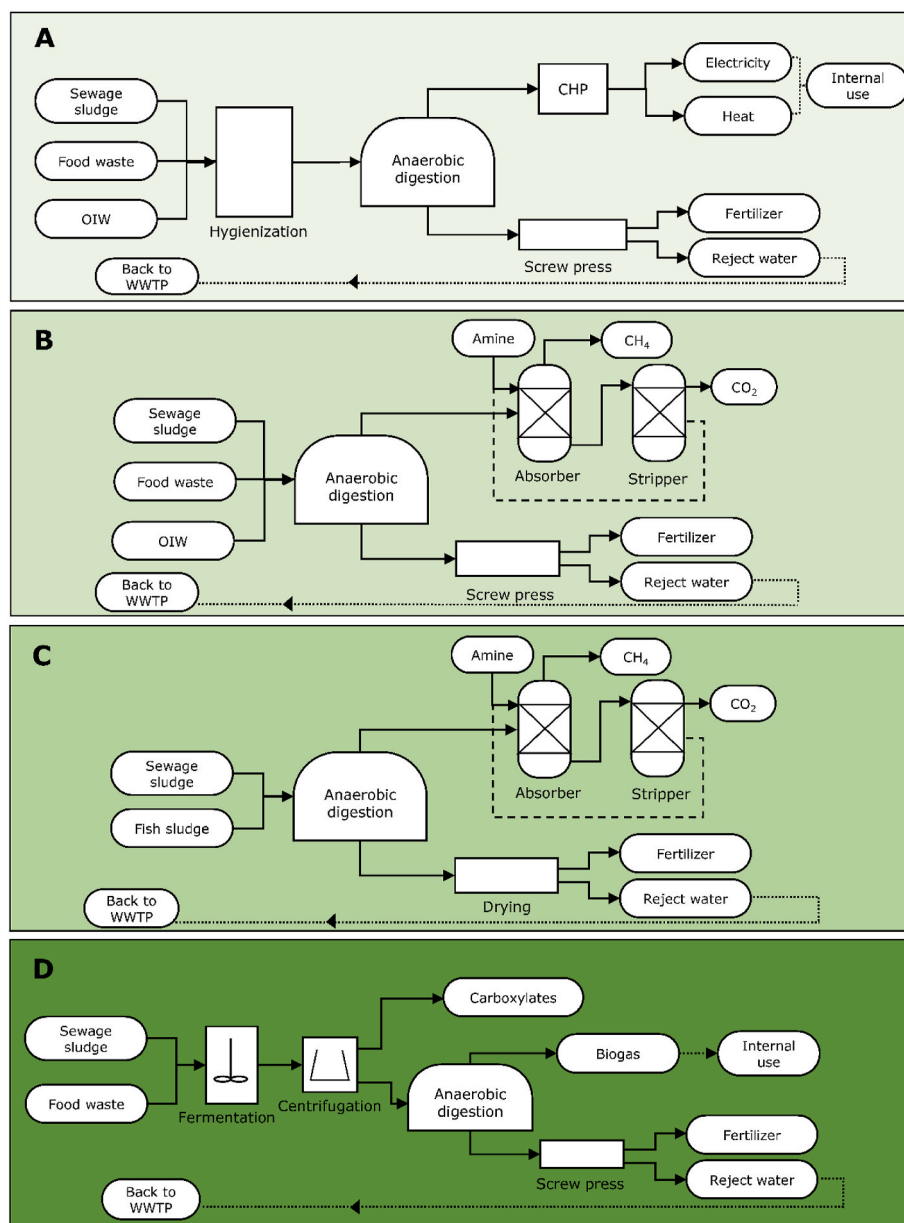 A
Sewage
sludge
Food waste
OIW
Hygienization
Anaerobic
digestion
CHP
Electricity
Heat
Internal
use
Screw press
Fertilizer
Reject water
Back to
WWTP
B
Amine
CH₄
CO₂
Absorber
Stripper
Sewage
sludge
Food waste
OIW
Anaerobic
digestion
Screw press
Fertilizer
Reject water
Back to
WWTP
C
Amine
CH₄
CO₂
Absorber
Stripper
Sewage
sludge
Fish sludge
Anaerobic
digestion
Drying
Fertilizer
Reject water
Back to
WWTP
D
Sewage
sludge
Food waste
Fermentation
Centrifugation
Carboxylates
Anaerobic
digestion
Biogas
Internal
use
Screw press
Fertilizer
Reject water
Back to
WWTP